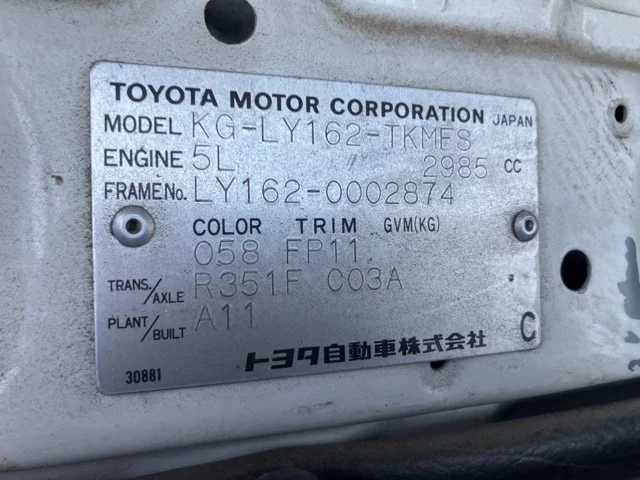 TOYOTA MOTOR CORPORATION JAPAN
MODEL KG-LY162-TKMFS
ENGINE 5L 2985 CC
FRAME No. LY162-0002874
COLOR TRIM GVM(KG)
058 FP11
TRANS./AXLE R351F C03A
PLANT/BUILT A11
トヨタ自動車株式会社 C
30881